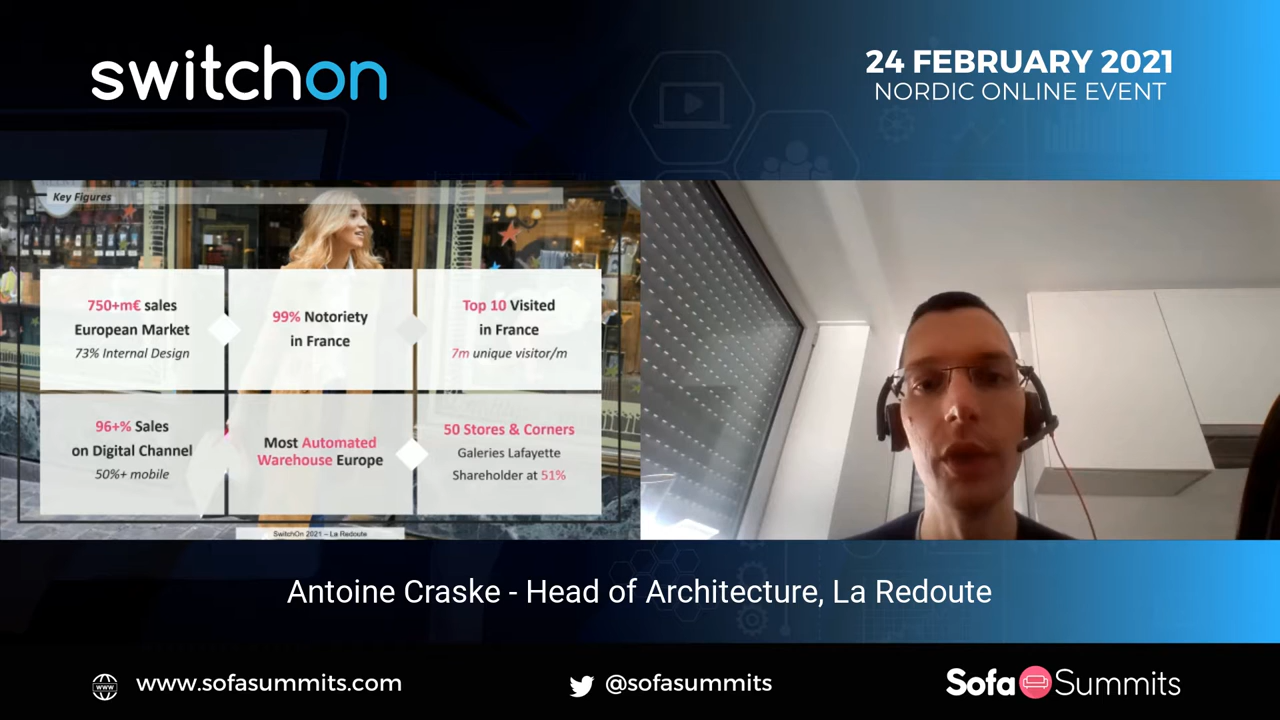 switchon
24 FEBRUARY 2021
NORDIC ONLINE EVENT
Key Figures
750+m€ sales
European Market
73% Internal Design
99% Notoriety
in France
Top 10 Visited
in France
7m unique visitor/m
96+% Sales
on Digital Channel
50%+ mobile
Most Automated
Warehouse Europe
50 Stores & Corners
Galeries Lafayette
Shareholder at 51%
SwitchOn 2021 – La Redoute
Antoine Craske - Head of Architecture, La Redoute
WWW
www.sofasummits.com
@sofasummits
Sofa Summits